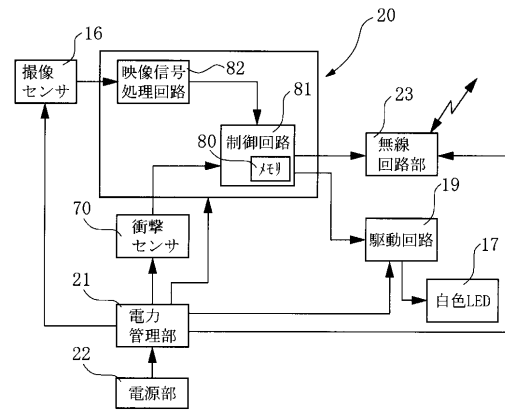 20
16
撮像
センサ
映像信号
処理回路
82
81
制御回路
80
メモリ
23
無線
回路部
70
衝撃
センサ
19
駆動回路
17
白色LED
21
電力
管理部
22
電源部